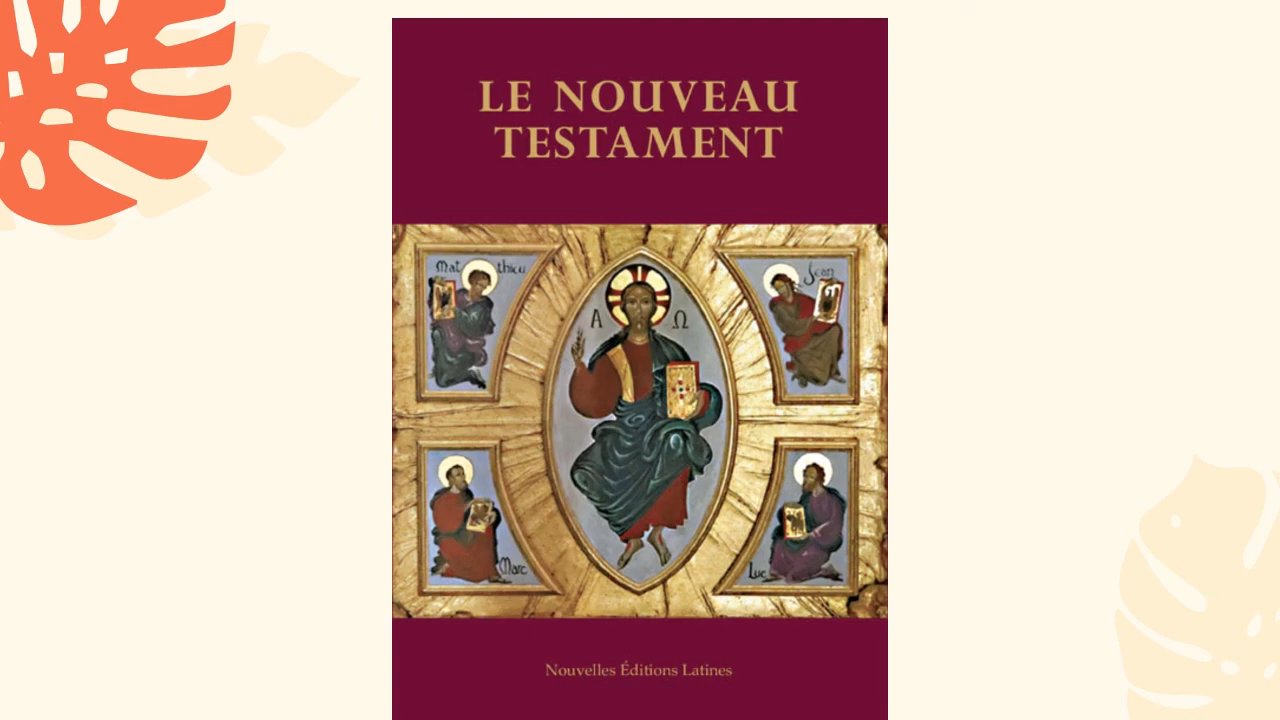 LE NOUVEAU
TESTAMENT
Mat thieu
Jean
Α Ω
Marc
Luc
Nouvelles Éditions Latines